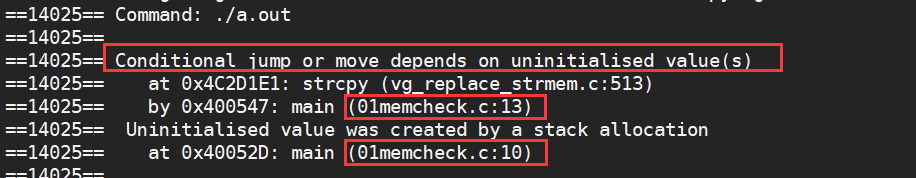 ==14025== Command: ./a.out
==14025==
==14025== Conditional jump or move depends on uninitialised value(s)
==14025==    at 0x4C2D1E1: strcpy (vg_replace_strmem.c:513)
==14025==    by 0x400547: main (01memcheck.c:13)
==14025==  Uninitialised value was created by a stack allocation
==14025==    at 0x40052D: main (01memcheck.c:10)
==14025==